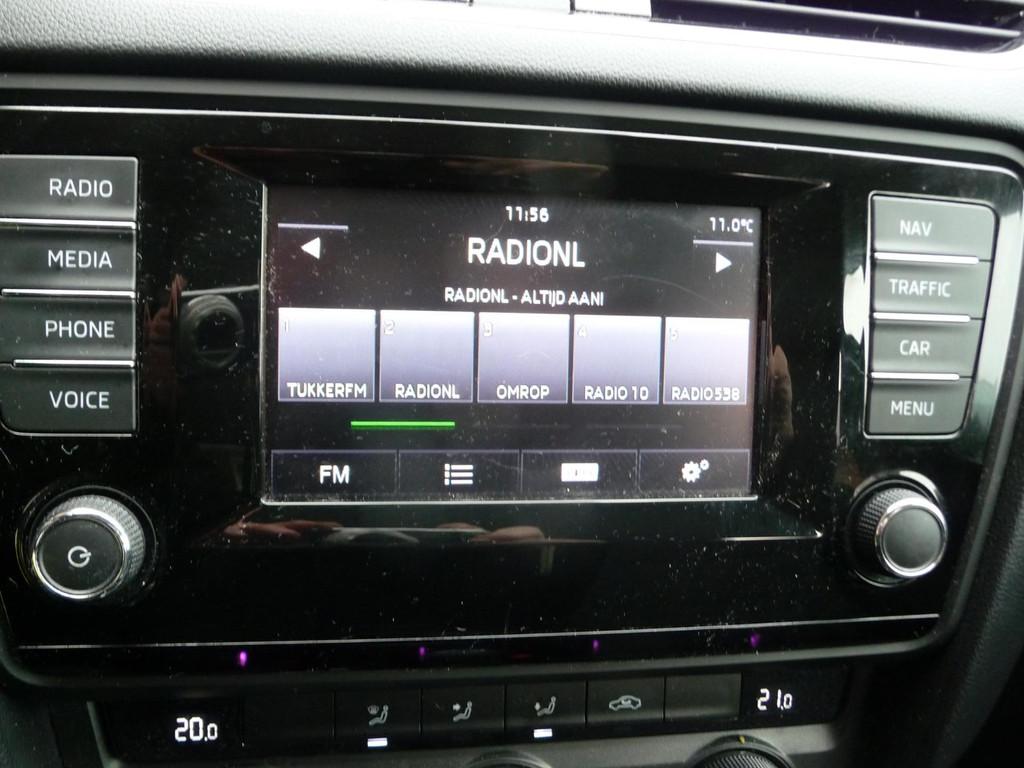 RADIO
MEDIA
PHONE
VOICE
11:56
11.0°C
RADIONL
RADIONL - ALTIJD AAN!
1 2 3 4 5
TUKKERFM RADIONL OMROP RADIO 10 RADIO538
FM
NAV
TRAFFIC
CAR
MENU
20.0
21.0